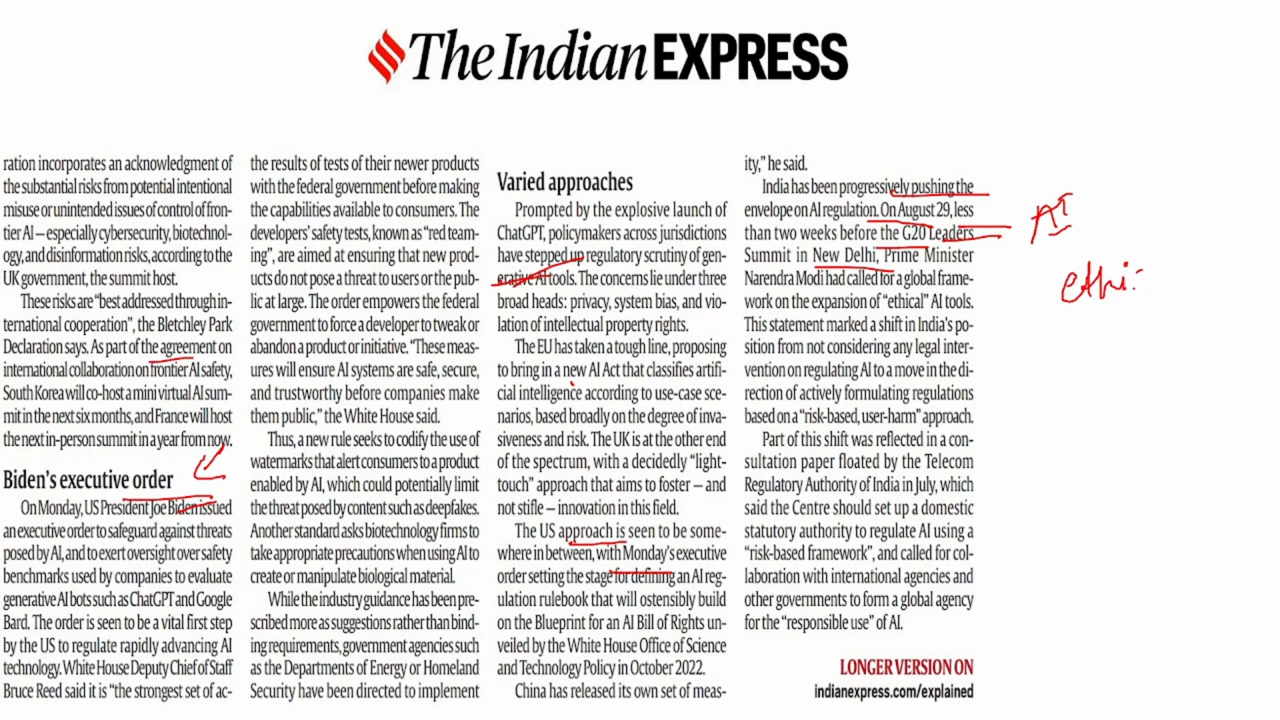 The Indian EXPRESS
ration incorporates an acknowledgment of
the substantial risks from potential intentional
misuse or unintended issues of control of fron-
tier AI — especially cybersecurity, biotechnol-
ogy, and disinformation risks, according to the
UK government, the summit host.
These risks are “best addressed through in-
ternational cooperation”, the Bletchley Park
Declaration says. As part of the agreement on
international collaboration on frontier AI safety,
South Korea will co-host a mini virtual AI sum-
mit in the next six months, and France will host
the next in-person summit in a year from now.
Biden’s executive order
On Monday, US President Joe Biden issued
an executive order to safeguard against threats
posed by AI, and to exert oversight over safety
benchmarks used by companies to evaluate
generative AI bots such as ChatGPT and Google
Bard. The order is seen to be a vital first step
by the US to regulate rapidly advancing AI
technology. White House Deputy Chief of Staff
Bruce Reed said it is “the strongest set of ac-
the results of tests of their newer products
with the federal government before making
the capabilities available to consumers. The
developers’ safety tests, known as “red team-
ing”, are aimed at ensuring that new prod-
ucts do not pose a threat to users or the pub-
lic at large. The order empowers the federal
government to force a developer to tweak or
abandon a product or initiative. “These meas-
ures will ensure AI systems are safe, secure,
and trustworthy before companies make
them public,” the White House said.
Thus, a new rule seeks to codify the use of
watermarks that alert consumers to a product
enabled by AI, which could potentially limit
the threat posed by content such as deepfakes.
Another standard asks biotechnology firms to
take appropriate precautions when using AI to
create or manipulate biological material.
While the industry guidance has been pre-
scribed more as suggestions rather than bind-
ing requirements, government agencies such
as the Departments of Energy or Homeland
Security have been directed to implement
Varied approaches
Prompted by the explosive launch of
ChatGPT, policymakers across jurisdictions
have stepped up regulatory scrutiny of gen-
erative AI tools. The concerns lie under three
broad heads: privacy, system bias, and vio-
lation of intellectual property rights.
The EU has taken a tough line, proposing
to bring in a new AI Act that classifies artifi-
cial intelligence according to use-case sce-
narios, based broadly on the degree of inva-
siveness and risk. The UK is at the other end
of the spectrum, with a decidedly “light-
touch” approach that aims to foster — and
not stifle — innovation in this field.
The US approach is seen to be some-
where in between, with Monday’s executive
order setting the stage for defining an AI reg-
ulation rulebook that will ostensibly build
on the Blueprint for an AI Bill of Rights un-
veiled by the White House Office of Science
and Technology Policy in October 2022.
China has released its own set of meas-
ity,” he said.
India has been progressively pushing the
envelope on AI regulation. On August 29, less
than two weeks before the G20 Leaders
Summit in New Delhi, Prime Minister
Narendra Modi had called for a global frame-
work on the expansion of “ethical” AI tools.
This statement marked a shift in India’s po-
sition from not considering any legal inter-
vention on regulating AI to a move in the di-
rection of actively formulating regulations
based on a “risk-based, user-harm” approach.
Part of this shift was reflected in a con-
sultation paper floated by the Telecom
Regulatory Authority of India in July, which
said the Centre should set up a domestic
statutory authority to regulate AI using a
“risk-based framework”, and called for col-
laboration with international agencies and
other governments to form a global agency
for the “responsible use” of AI.
LONGER VERSION ON
indianexpress.com/explained
AI
ethi: